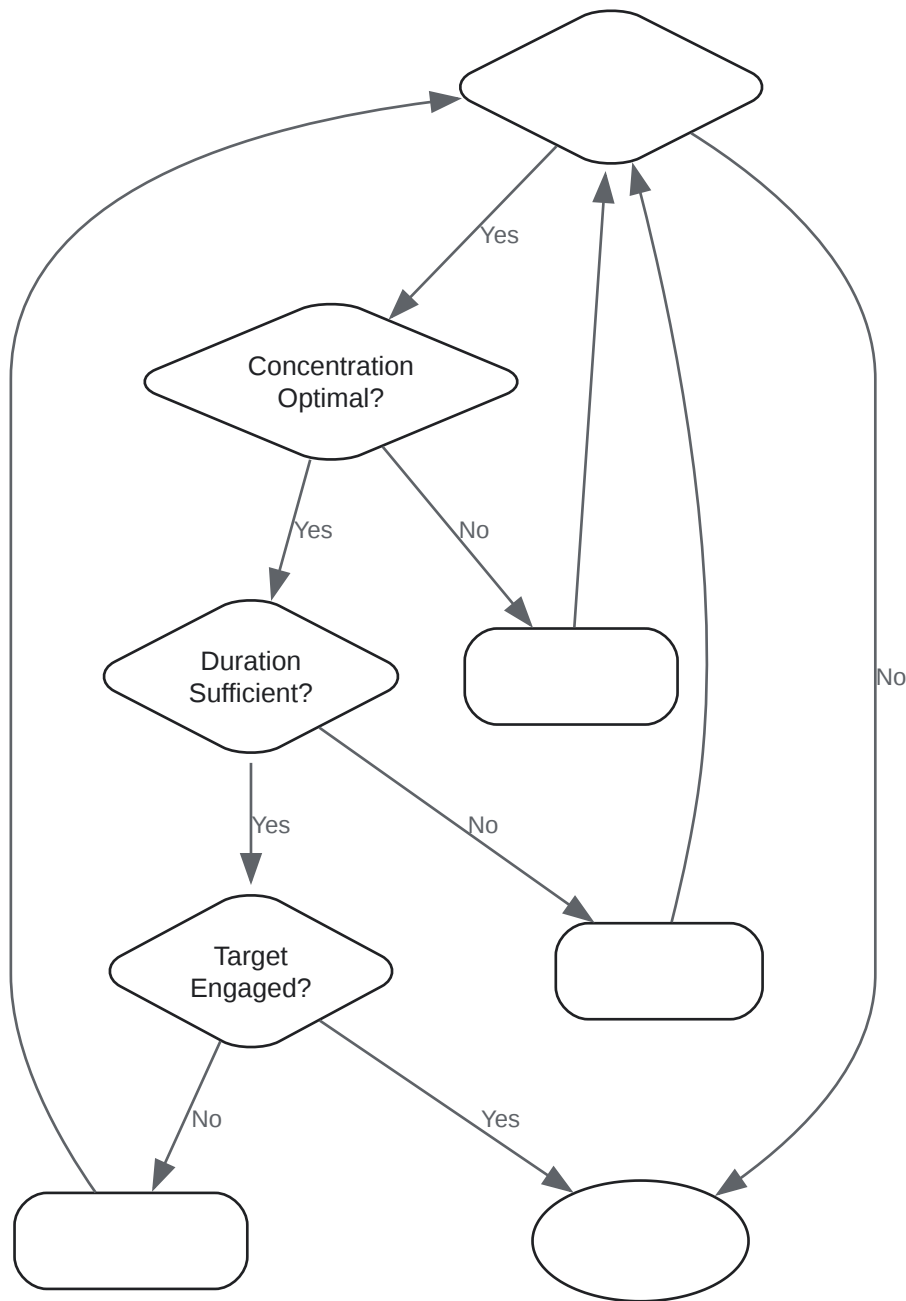 Yes
Concentration
Optimal?
Yes
No
Duration
Sufficient?
No
Yes
No
Target
Engaged?
No
Yes